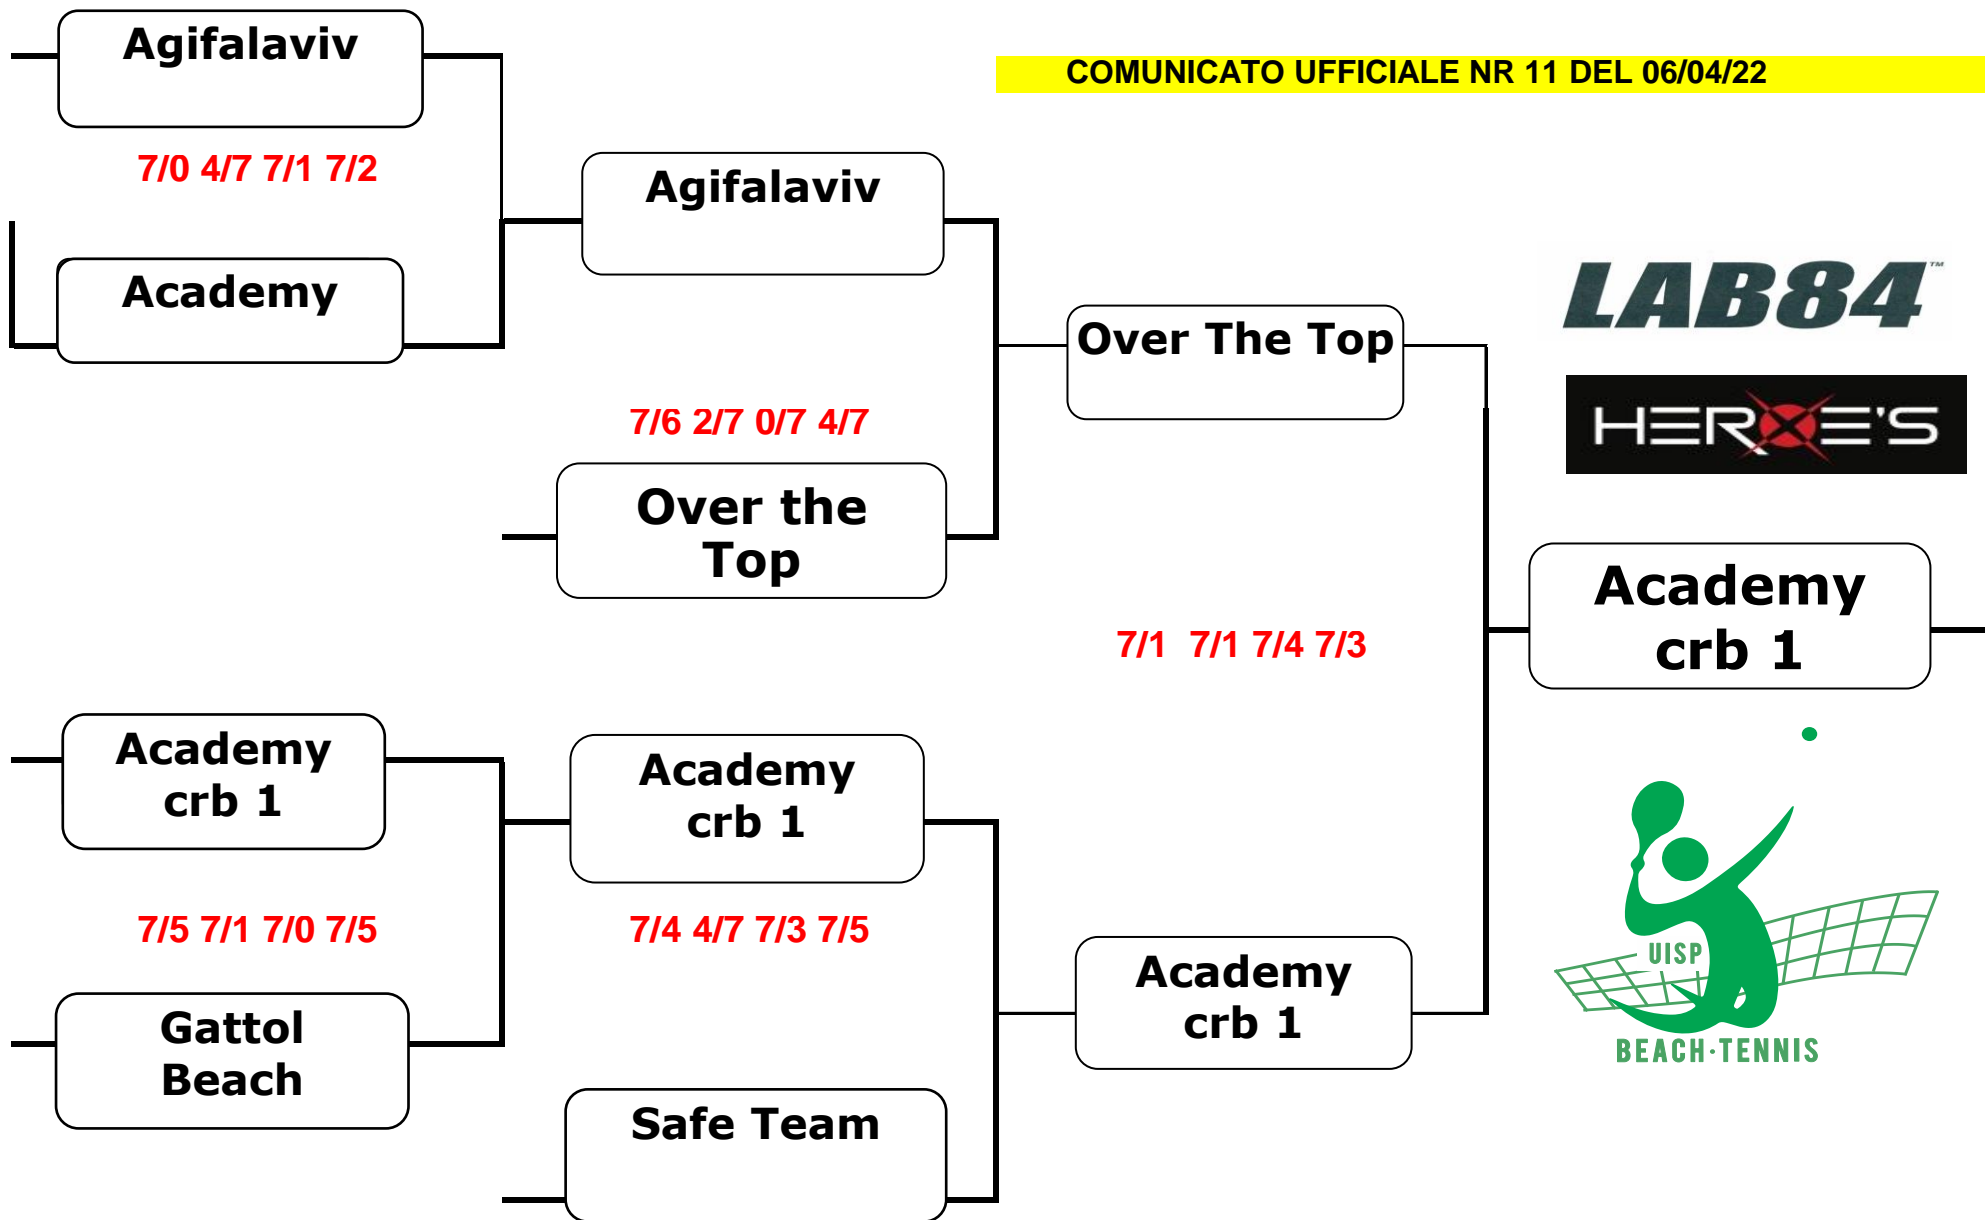 Agifalaviv
COMUNICATO UFFICIALE NR 11 DEL 06/04/22
7/0 4/7 7/1 7/2
Agifalaviv
Academy
LAB84™
Over The Top
HEROE'S
7/6 2/7 0/7 4/7
Over the
Top
Academy
crb 1
7/1 7/1 7/4 7/3
Academy
crb 1
Academy
crb 1
7/5 7/1 7/0 7/5
7/4 4/7 7/3 7/5
UISP
BEACH·TENNIS
Academy
crb 1
Gattol
Beach
Safe Team